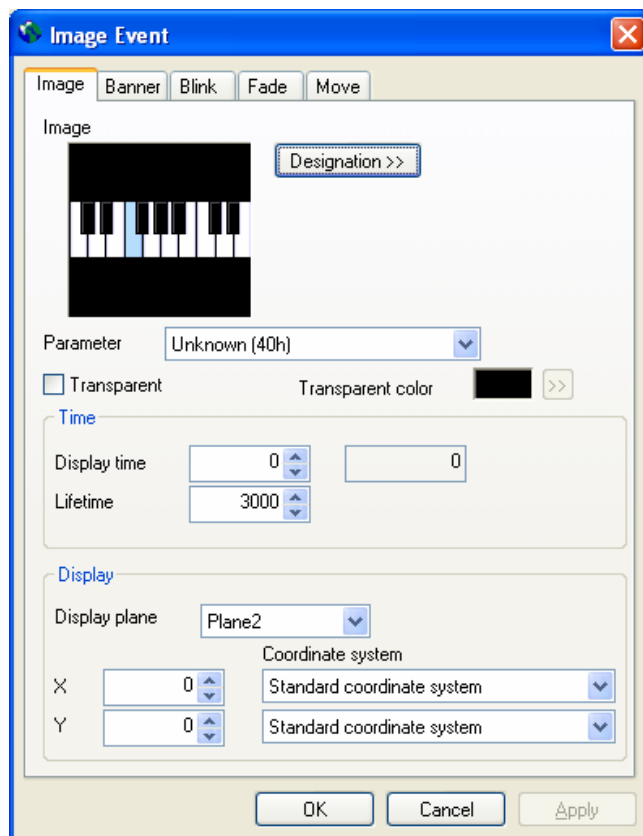 Image Event
Image Banner Blink Fade Move
Image
Designation >>
Parameter Unknown (40h)
Transparent Transparent color >>
Time
Display time 0 0
Lifetime 3000
Display
Display plane Plane2
Coordinate system
X 0 Standard coordinate system
Y 0 Standard coordinate system
OK Cancel Apply